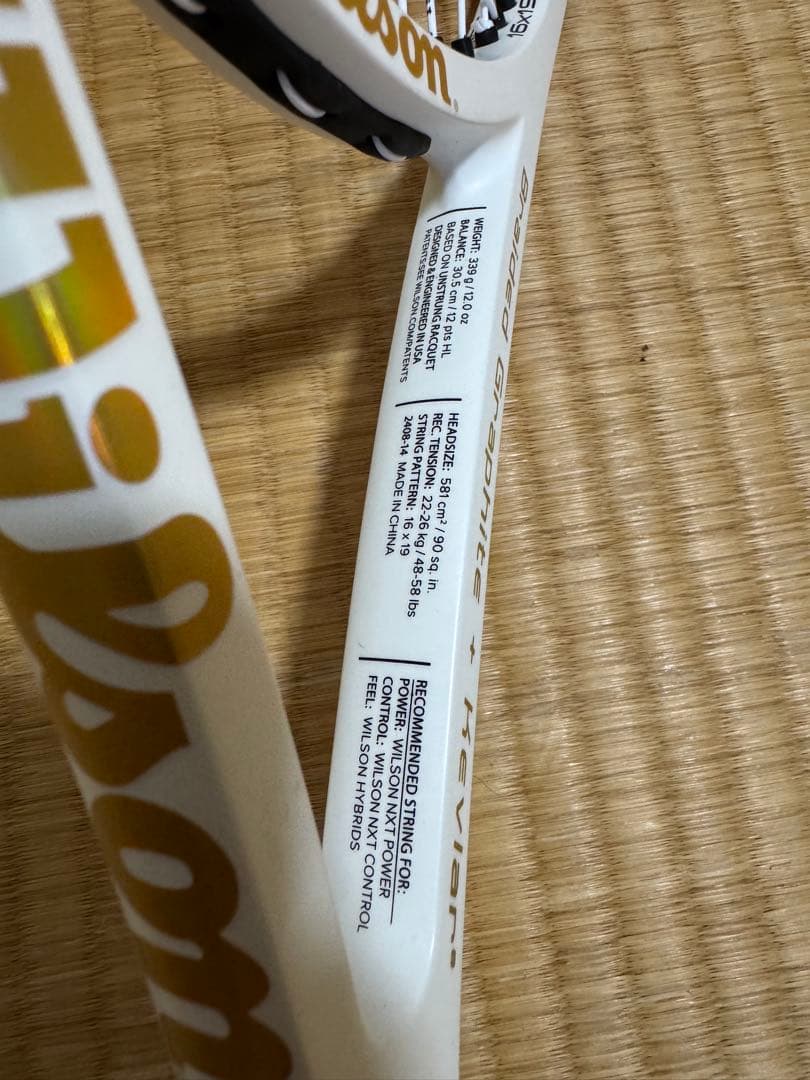 Wilson
16x19
WEIGHT: 339 g / 12.0 oz
BALANCE: 30.5 cm / 12 pts HL
BASED ON UNSTRUNG RACQUET
DESIGNED & ENGINEERED IN USA
PATENTS:SEE WILSON.COM/PATENTS
HEADSIZE: 581 cm² / 90 sq. in.
REC. TENSION: 22-26 kg / 48-58 lbs
STRING PATTERN: 16 x 19
2408-14 MADE IN CHINA
RECOMMENDED STRING FOR:
POWER: WILSON NXT POWER
CONTROL: WILSON NXT CONTROL
FEEL: WILSON HYBRIDS
Braided Graphite + Kevlar